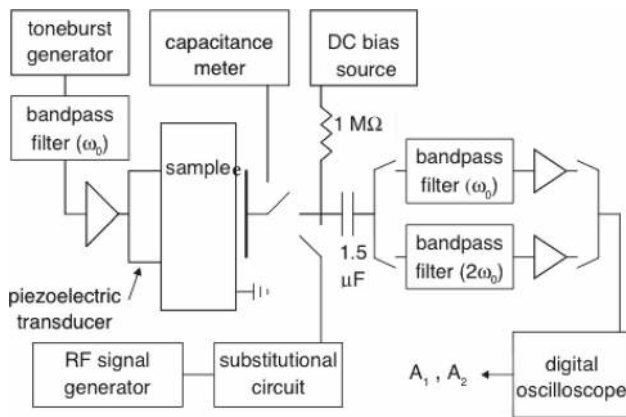 toneburst
generator
capacitance
meter
DC bias
source
bandpass
filter (ω₀)
1 MΩ
sample
e
bandpass
filter (ω₀)
bandpass
filter (2ω₀)
1.5
μF
piezoelectric
transducer
RF signal
generator
substitutional
circuit
A₁ , A₂
digital
oscilloscope